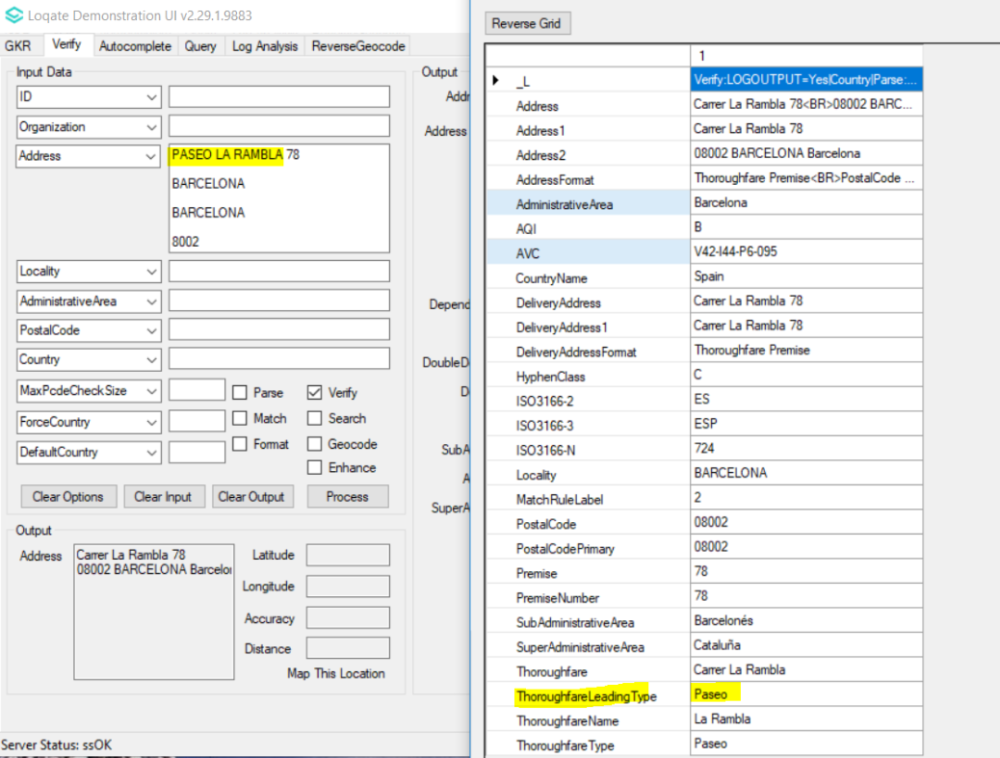 Loqate Demonstration UI v2.29.1.9883
GKR Verify Autocomplete Query Log Analysis ReverseGeocode
Input Data
ID
Organization
Address PASEO LA RAMBLA 78
BARCELONA
BARCELONA
8002
Locality
AdministrativeArea
PostalCode
Country
MaxPcdeCheckSize Parse Verify
ForceCountry Match Search
DefaultCountry Format Geocode
Enhance
Clear Options Clear Input Clear Output Process
Output
Address Carrer La Rambla 78
08002 BARCELONA Barcelo
Latitude
Longitude
Accuracy
Distance
Map This Location
Server Status: ssOK
Output
Addr
Address
Depend
DoubleD
D
SubA
A
SuperA
Reverse Grid
1
_L Verify:LOGOUTPUT=Yes|Country|Parse:...
Address Carrer La Rambla 78<BR>08002 BARC...
Address1 Carrer La Rambla 78
Address2 08002 BARCELONA Barcelona
AddressFormat Thoroughfare Premise<BR>PostalCode ...
AdministrativeArea Barcelona
AQI B
AVC V42-I44-P6-095
CountryName Spain
DeliveryAddress Carrer La Rambla 78
DeliveryAddress1 Carrer La Rambla 78
DeliveryAddressFormat Thoroughfare Premise
HyphenClass C
ISO3166-2 ES
ISO3166-3 ESP
ISO3166-N 724
Locality BARCELONA
MatchRuleLabel 2
PostalCode 08002
PostalCodePrimary 08002
Premise 78
PremiseNumber 78
SubAdministrativeArea Barcelonés
SuperAdministrativeArea Cataluña
Thoroughfare Carrer La Rambla
ThoroughfareLeadingType Paseo
ThoroughfareName La Rambla
ThoroughfareType Paseo